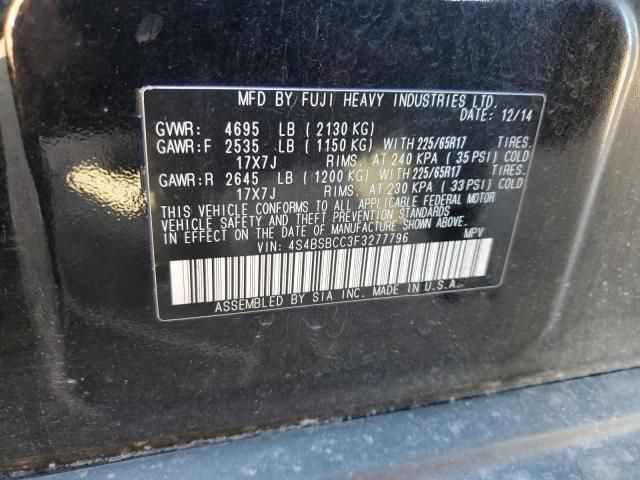 MFD BY FUJI HEAVY INDUSTRIES LTD.
DATE: 12/14
GVWR: 4695 LB ( 2130 KG)
GAWR:F 2535 LB ( 1150 KG) WITH 225/65R17 TIRES.
17X7J RIMS. AT 240 KPA ( 35 PSI) COLD
GAWR:R 2645 LB ( 1200 KG) WITH 225/65R17 TIRES.
17X7J RIMS. AT 230 KPA ( 33 PSI) COLD
THIS VEHICLE CONFORMS TO ALL APPLICABLE FEDERAL MOTOR
VEHICLE SAFETY AND THEFT PREVENTION STANDARDS
IN EFFECT ON THE DATE OF MANUFACTURE SHOWN ABOVE.
VIN: 4S4BSBCC3F3277796 MPV
ASSEMBLED BY SIA INC. MADE IN U.S.A.